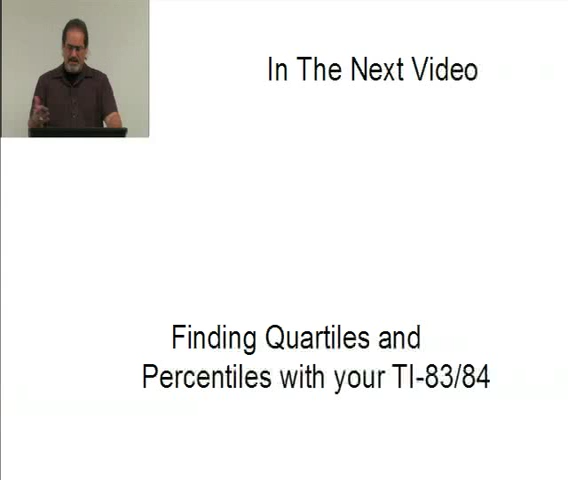 In The Next Video
Finding Quartiles and
Percentiles with your TI-83/84